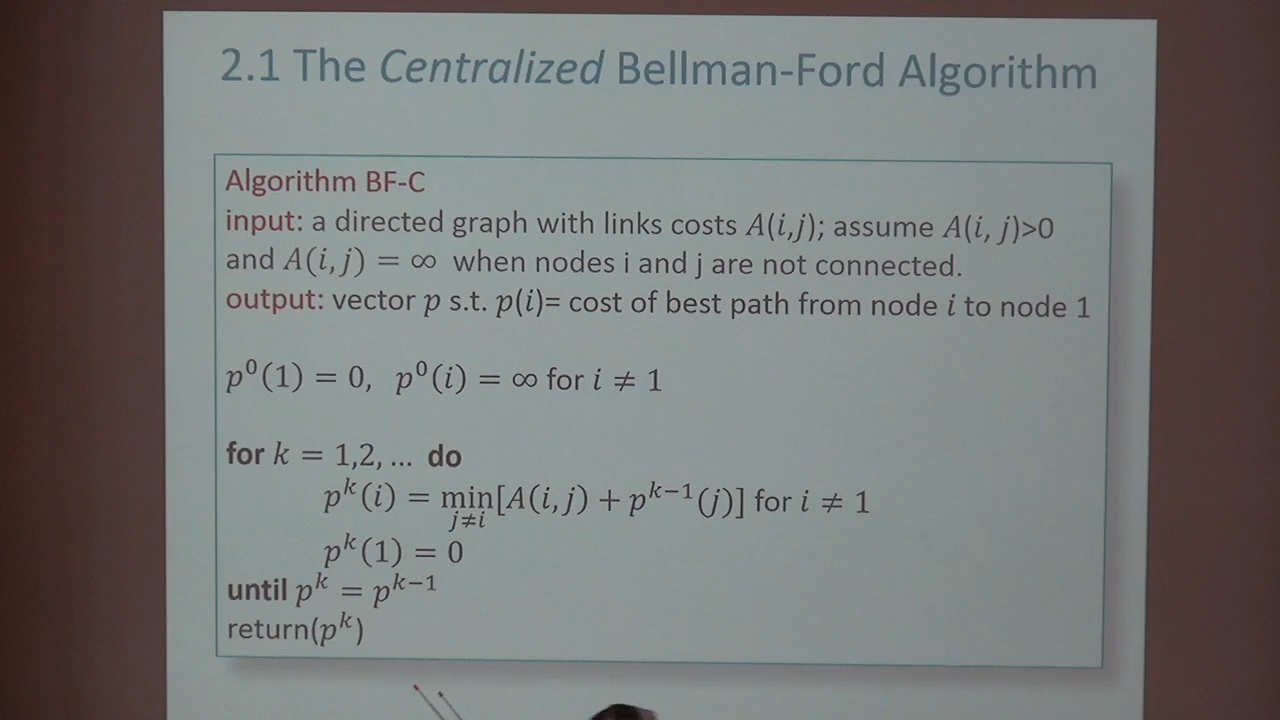 2.1 The Centralized Bellman-Ford Algorithm
Algorithm BF-C
input: a directed graph with links costs A(i,j); assume A(i, j)>0
and A(i,j) = ∞ when nodes i and j are not connected.
output: vector p s.t. p(i)= cost of best path from node i to node 1
p⁰(1) = 0, p⁰(i) = ∞ for i ≠ 1
for k = 1,2, … do
pᵏ(i) = min[A(i,j) + pᵏ⁻¹(j)] for i ≠ 1
j≠i
pᵏ(1) = 0
until pᵏ = pᵏ⁻¹
return(pᵏ)